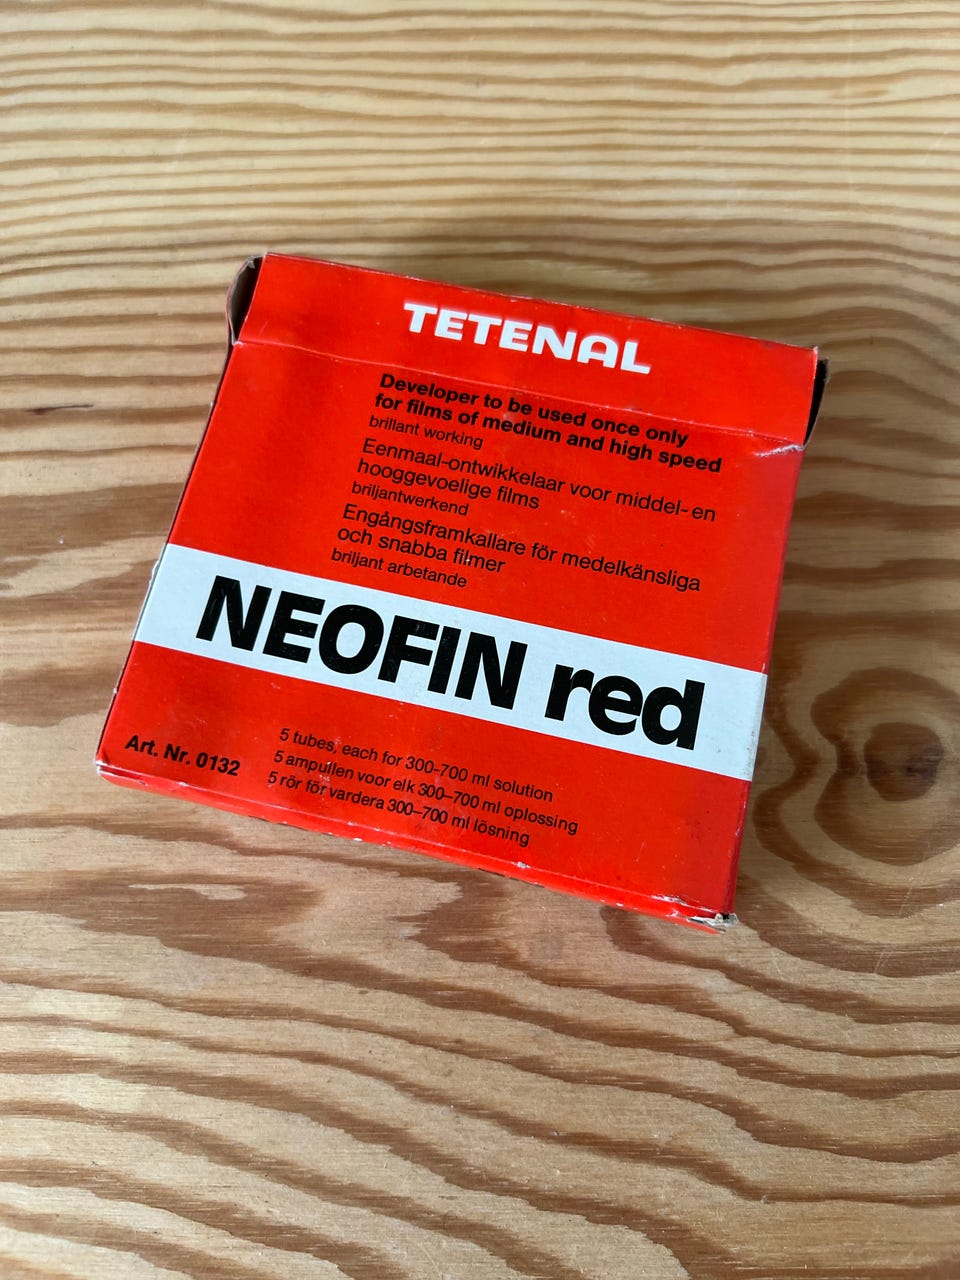 TETENAL
Developer to be used once only
for films of medium and high speed
brillant working
Eenmaal-ontwikkelaar voor middel- en
hooggevoelige films
briljantwerkend
Engångsframkallare för medelkänsliga
och snabba filmer
briljant arbetande
NEOFIN red
Art. Nr. 0132
5 tubes, each for 300-700 ml solution
5 ampullen voor elk 300–700 ml oplossing
5 rör för vardera 300–700 ml lösning